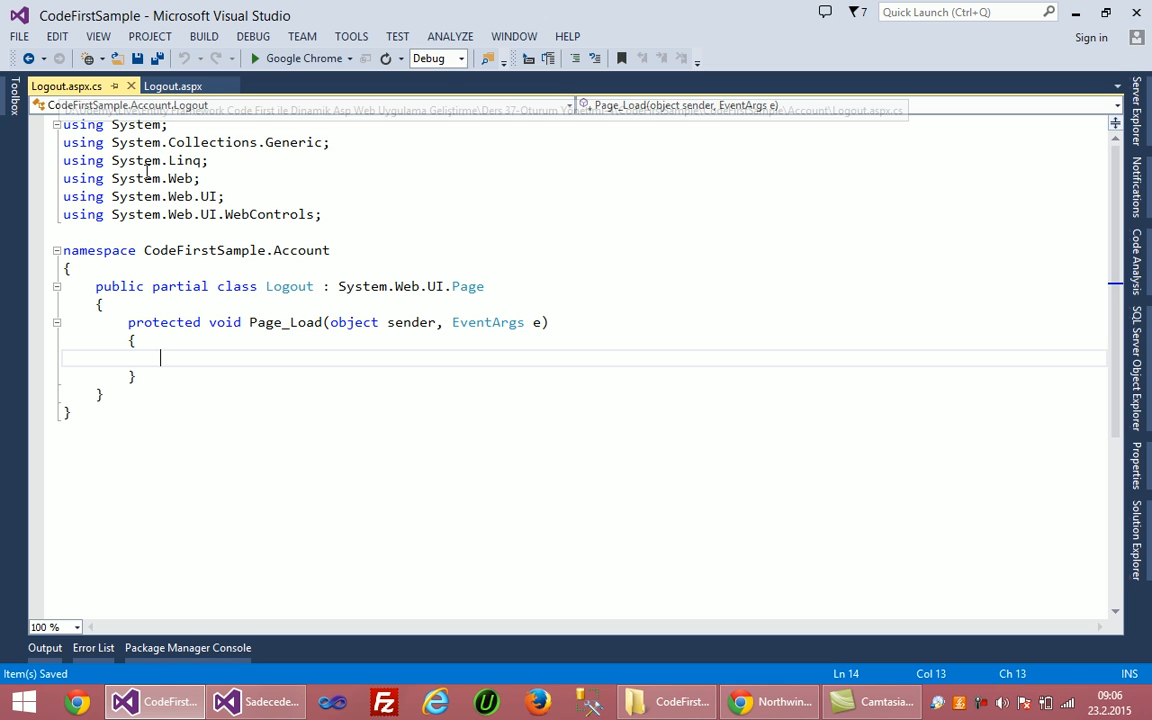 CodeFirstSample - Microsoft Visual Studio
7
Quick Launch (Ctrl+Q)
FILE EDIT VIEW PROJECT BUILD DEBUG TEAM TOOLS TEST ANALYZE WINDOW HELP
Sign in
Google Chrome
Debug
Logout.aspx.cs
Logout.aspx
CodeFirstSample.Account.Logout
Page_Load(object sender, EventArgs e)
using System;
using System.Collections.Generic;
using System.Linq;
using System.Web;
using System.Web.UI;
using System.Web.UI.WebControls;
namespace CodeFirstSample.Account
{
public partial class Logout : System.Web.UI.Page
{
protected void Page_Load(object sender, EventArgs e)
{
}
}
}
Toolbox
Server Explorer
Notifications
Code Analysis
SQL Server Object Explorer
Properties
Solution Explorer
100 %
Output
Error List
Package Manager Console
Item(s) Saved
Ln 14
Col 13
Ch 13
INS
CodeFirst...
Sadecede...
CodeFirst...
Northwin...
Camtasia...
09:06
23.2.2015